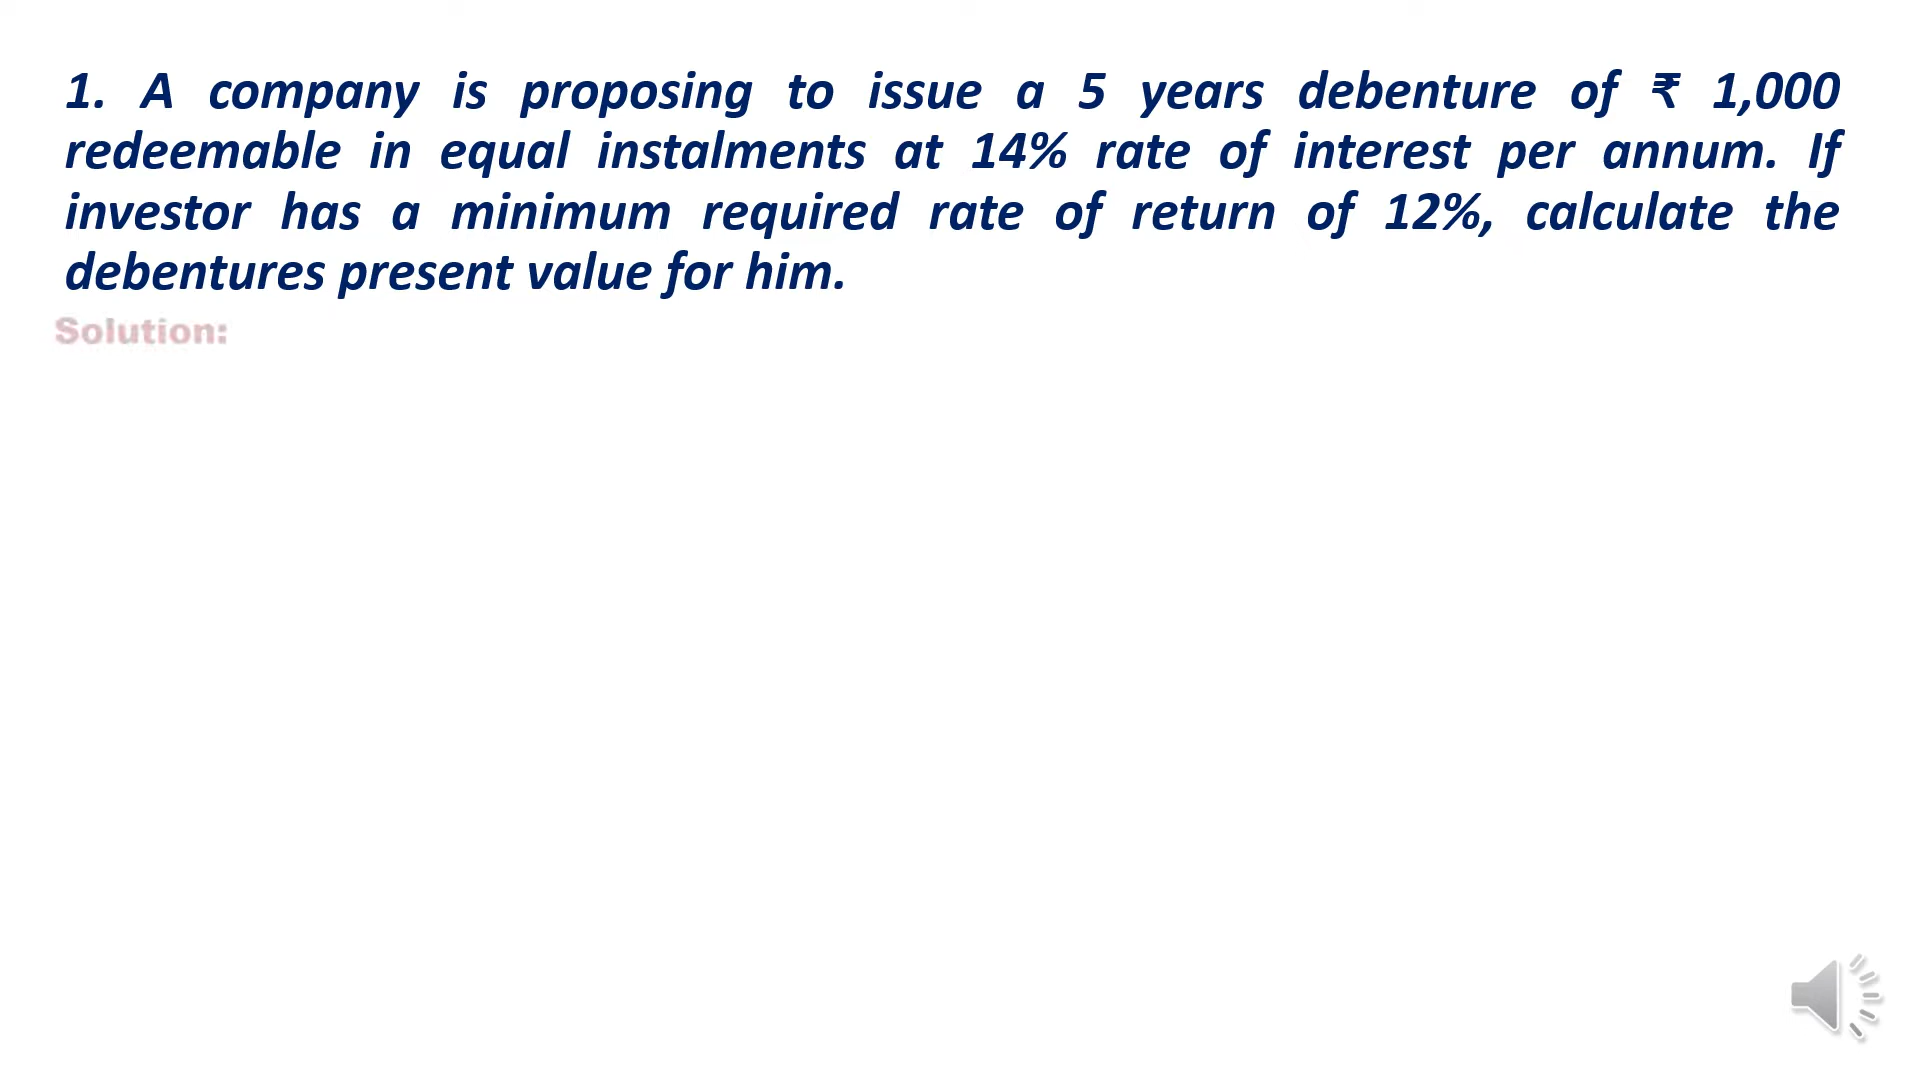 1. A company is proposing to issue a 5 years debenture of ₹ 1,000
redeemable in equal instalments at 14% rate of interest per annum. If
investor has a minimum required rate of return of 12%, calculate the
debentures present value for him.
Solution: